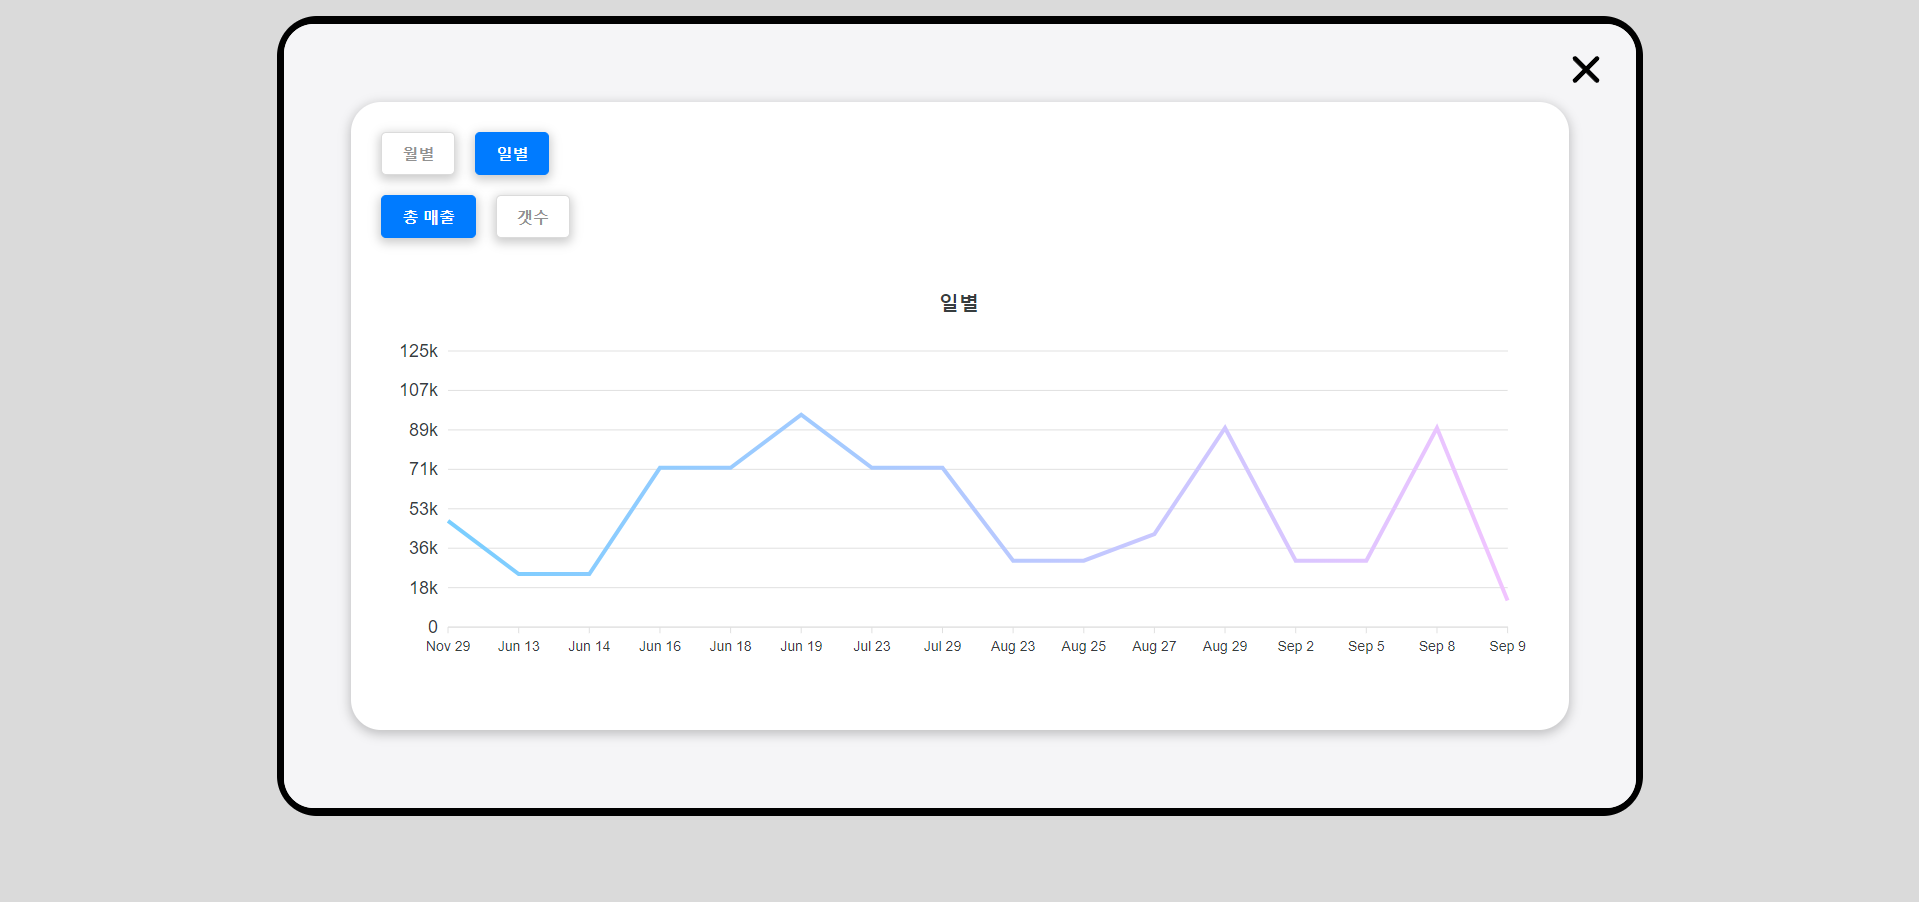 월별 일별
총 매출 갯수
일별
125k
107k
89k
71k
53k
36k
18k
0
Nov 29 Jun 13 Jun 14 Jun 16 Jun 18 Jun 19 Jul 23 Jul 29 Aug 23 Aug 25 Aug 27 Aug 29 Sep 2 Sep 5 Sep 8 Sep 9